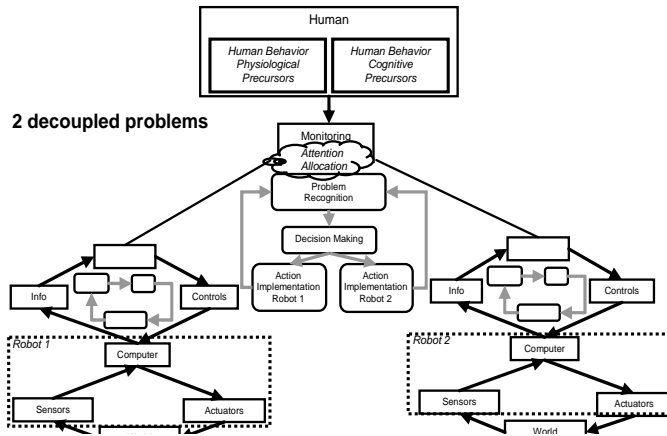 Human
Human Behavior
Physiological
Precursors
Human Behavior
Cognitive
Precursors
2 decoupled problems
Monitoring
Attention
Allocation
Problem
Recognition
Decision Making
Action
Implementation
Robot 1
Action
Implementation
Robot 2
Info
Controls
Info
Controls
Robot 1
Computer
Robot 2
Computer
Sensors
Actuators
Sensors
Actuators
World